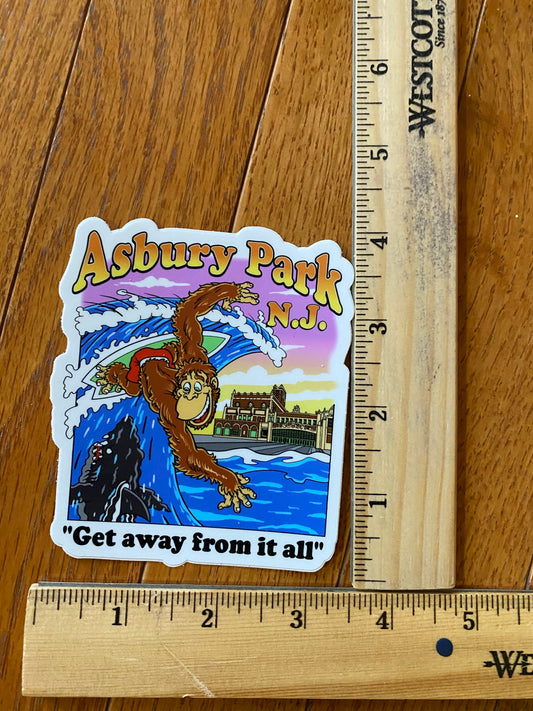 Asbury Park
N.J.
"Get away from it all"
WESTCOTT
Since 187
6
5
4
3
2
1
1 2 3 4 5
WE